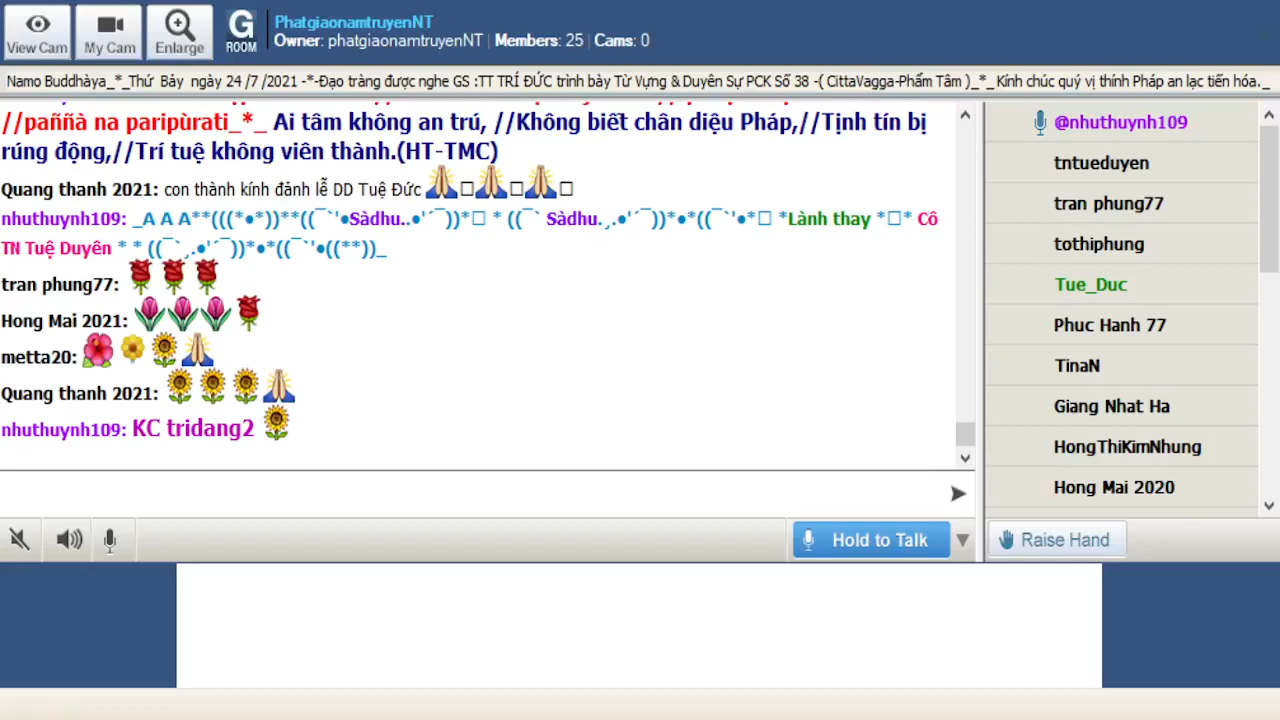 View Cam
My Cam
Enlarge
G
ROOM
PhatgiaonamtruyenNT
Owner: phatgiaonamtruyenNT | Members: 25 | Cams: 0
Namo Buddhàya_*_Thứ Bảy ngày 24 /7 /2021 -*-Đạo tràng được nghe GS :TT TRÍ ĐỨC trình bày Từ Vựng & Duyên Sự PCK Số 38 -( CittaVagga-Phẩm Tâm )_*_Kính chúc quý vị thính Pháp an lạc tiến hóa._
//paññà na paripùrati_*_ Ai tâm không an trú, //Không biết chân diệu Pháp,//Tịnh tín bị
rúng động,//Trí tuệ không viên thành.(HT-TMC)
Quang thanh 2021: con thành kính đảnh lễ DD Tuệ Đức 🙏□🙏□🙏□
nhuthuynh109: _A A A**(((*●*))**((¯`'●Sàdhu..●'´¯))*□ * ((¯` Sàdhu.¸.●'´¯))*●*((¯`'●*□ *Lành thay *□* Cô
TN Tuệ Duyên * * ((¯`¸.●'´¯))*●*((¯`'●((**))_
tran phung77: 🌹🌹🌹
Hong Mai 2021: 🌷🌷🌷🌹
metta20: 🌺🌼🌻🙏
Quang thanh 2021: 🌻🌻🌻🙏
nhuthuynh109: KC tridang2 🌻
Hold to Talk
@nhuthuynh109
tntueduyen
tran phung77
tothiphung
Tue_Duc
Phuc Hanh 77
TinaN
Giang Nhat Ha
HongThiKimNhung
Hong Mai 2020
Raise Hand